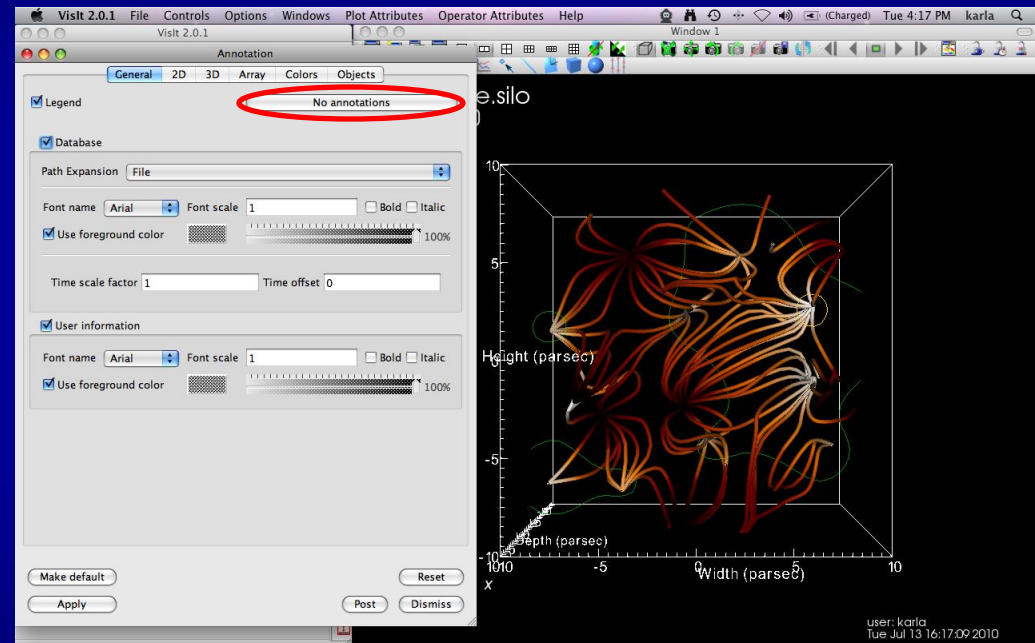 VisIt 2.0.1 File Controls Options Windows Plot Attributes Operator Attributes Help (Charged) Tue 4:17 PM karla
VisIt 2.0.1
Window 1
Annotation
General 2D 3D Array Colors Objects
Legend
No annotations
Database
Path Expansion File
Font name Arial Font scale 1 Bold Italic
Use foreground color 100%
Time scale factor 1 Time offset 0
User information
Font name Arial Font scale 1 Bold Italic
Use foreground color 100%
Make default Reset
Apply Post Dismiss
e.silo
10
5
Height (parsec)
0
-5
-10
Depth (parsec)
-5 0 5 10
Width (parsec)
x
user: karla
Tue Jul 13 16:17:09 2010